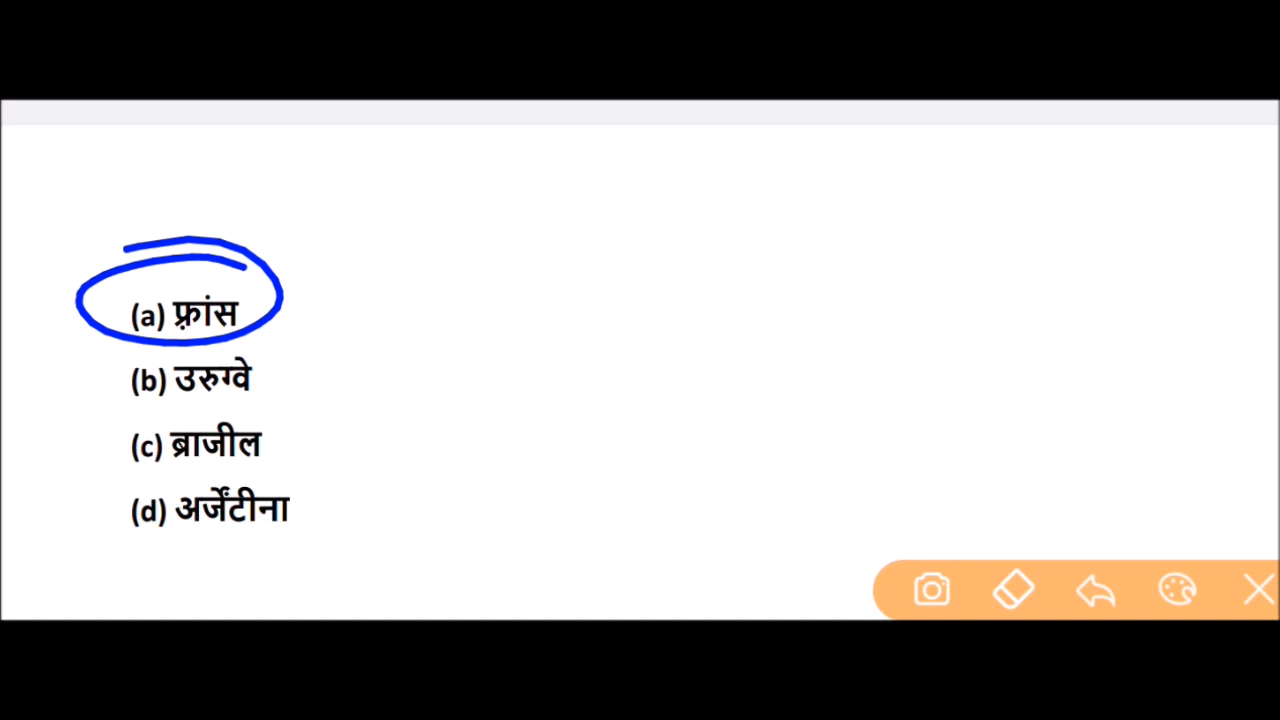 (a) फ़्रांस
(b) उरुग्वे
(c) ब्राजील
(d) अर्जेंटीना